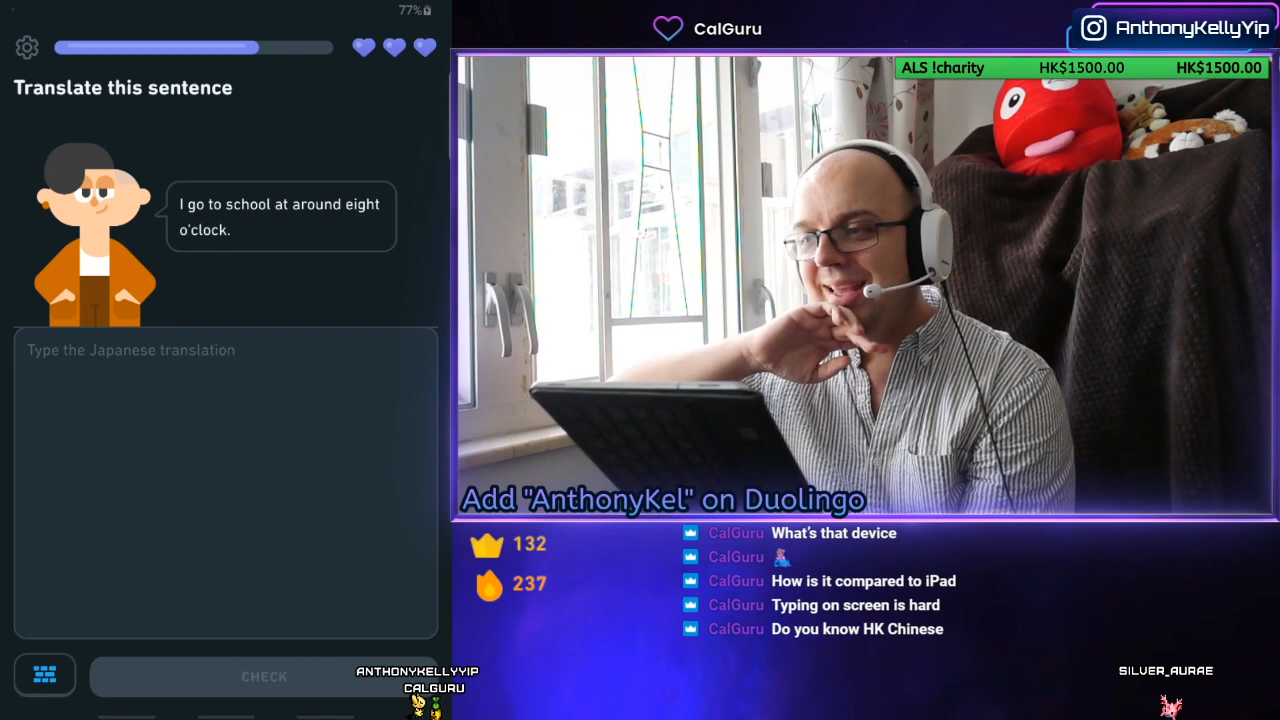 77%
Translate this sentence
I go to school at around eight
o'clock.
Type the Japanese translation
CHECK
CalGuru
AnthonyKellyYip
ALS !charity HK$1500.00 HK$1500.00
Add "AnthonyKel" on Duolingo
132
237
CalGuru What's that device
CalGuru
CalGuru How is it compared to iPad
CalGuru Typing on screen is hard
CalGuru Do you know HK Chinese
ANTHONYKELLYYIP
CALGURU
SILVER_AURAE